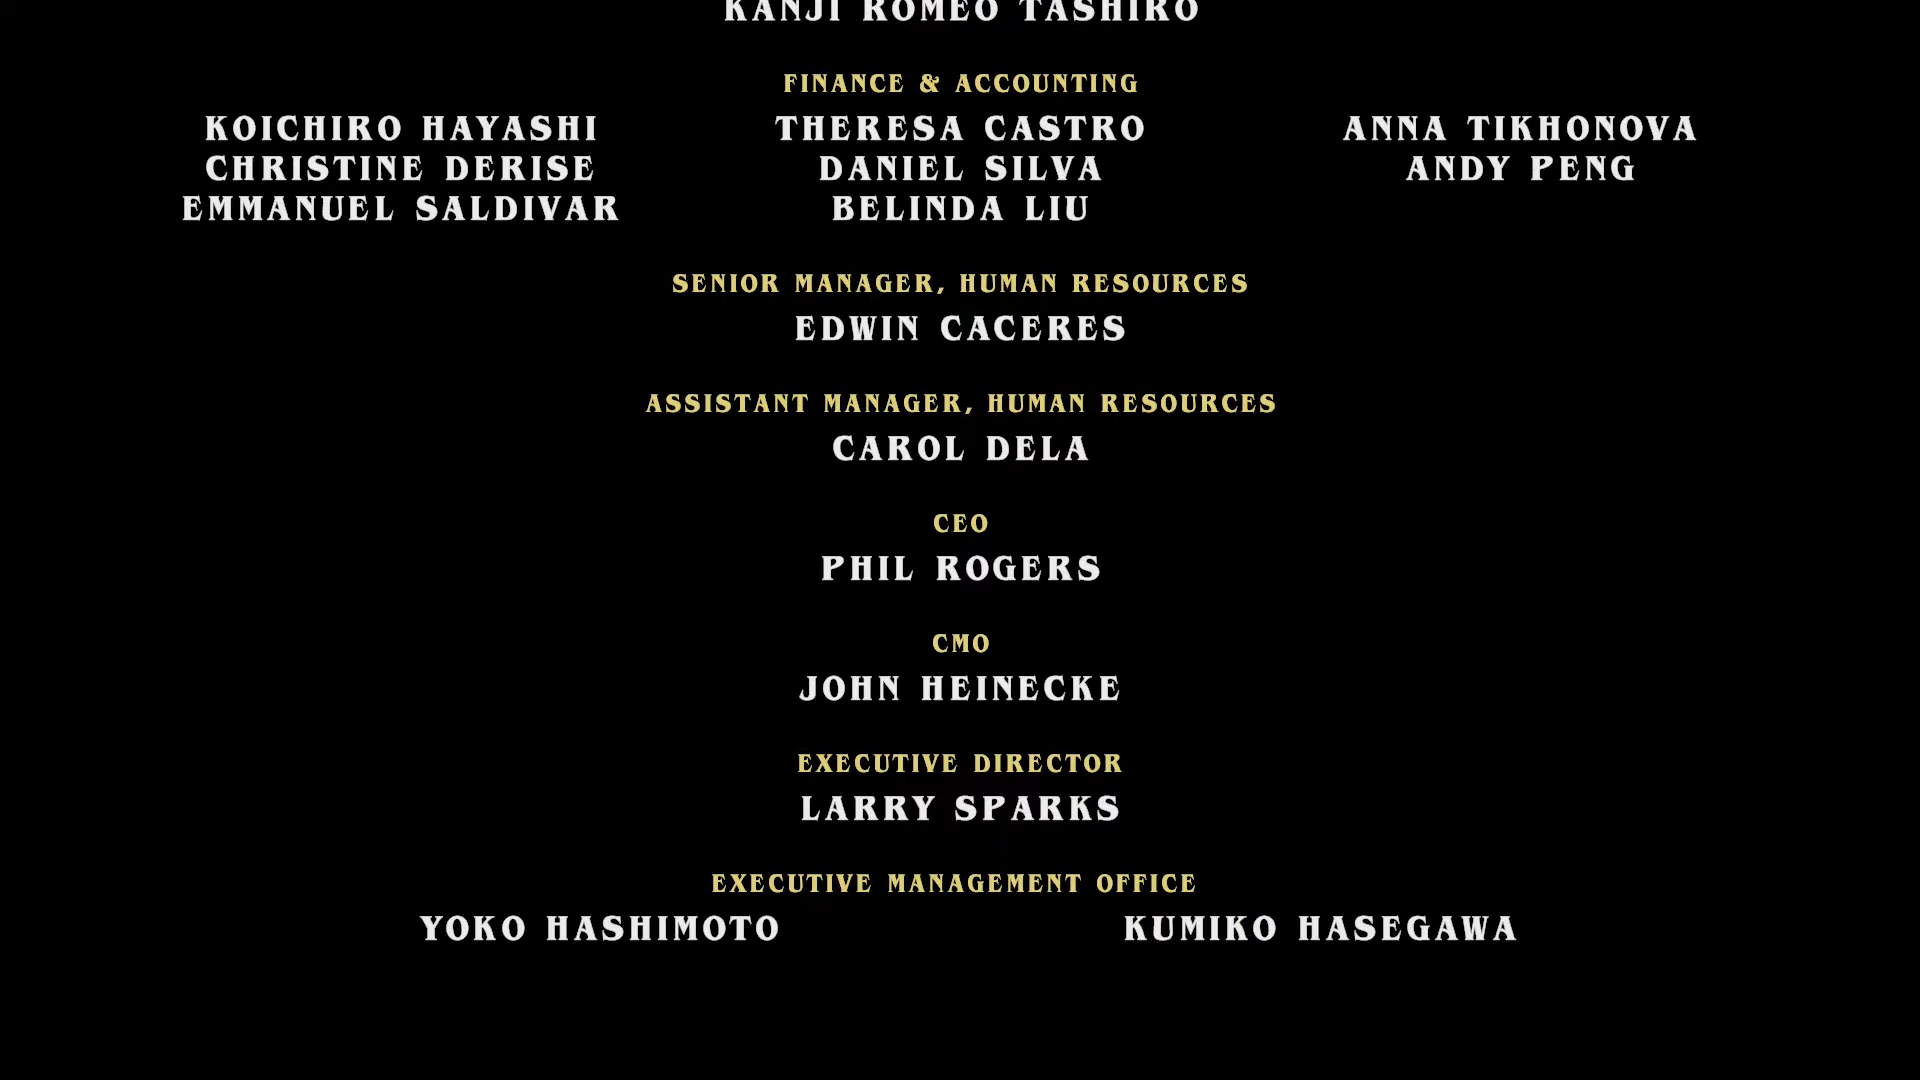 KANJI ROMEO TASHIRO
FINANCE & ACCOUNTING
KOICHIRO HAYASHI THERESA CASTRO ANNA TIKHONOVA
CHRISTINE DERISE DANIEL SILVA ANDY PENG
EMMANUEL SALDIVAR BELINDA LIU
SENIOR MANAGER, HUMAN RESOURCES
EDWIN CACERES
ASSISTANT MANAGER, HUMAN RESOURCES
CAROL DELA
CEO
PHIL ROGERS
CMO
JOHN HEINECKE
EXECUTIVE DIRECTOR
LARRY SPARKS
EXECUTIVE MANAGEMENT OFFICE
YOKO HASHIMOTO KUMIKO HASEGAWA